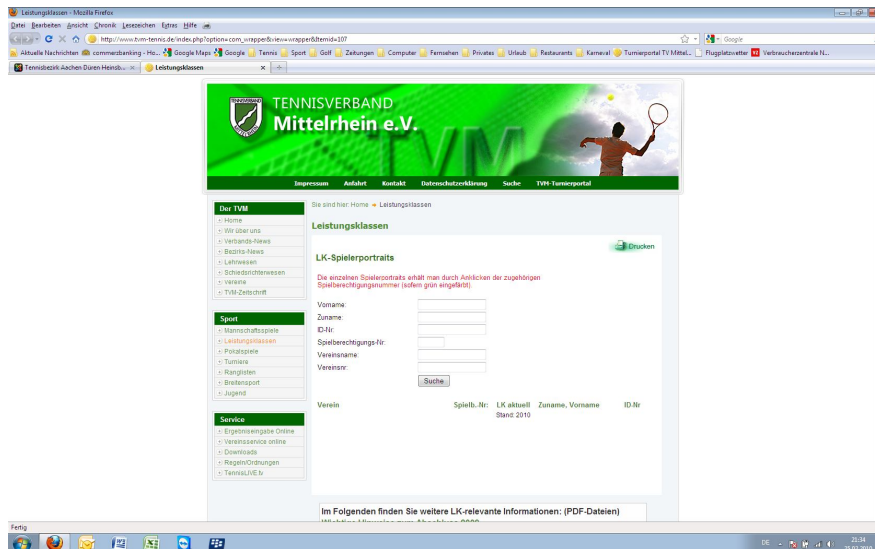 Leistungsklassen - Mozilla Firefox
Datei Bearbeiten Ansicht Chronik Lesezeichen Extras Hilfe
http://www.tvm-tennis.de/index.php?option=com_wrapper&view=wrapper&Itemid=107
Google
Aktuelle Nachrichten commerzbanking - Ho... Google Maps Google Tennis Sport Golf Zeitungen Computer Fernsehen Privates Urlaub Restaurants Karneval Turnierportal TV Mittel... Flugplatzwetter Verbraucherzentrale N...
Tennisbezirk Aachen Düren Heinsb... Leistungsklassen
TENNISVERBAND
Mittelrhein e.V.
TVM
Impressum Anfahrt Kontakt Datenschutzerklärung Suche TVM-Turnierportal
Der TVM
Home
Wir über uns
Verbands-News
Bezirks-News
Lehrwesen
Schiedsrichterwesen
Vereine
TVM-Zeitschrift
Sport
Mannschaftsspiele
Leistungsklassen
Pokalspiele
Turniere
Ranglisten
Breitensport
Jugend
Service
Ergebniseingabe Online
Vereinsservice online
Downloads
Regeln/Ordnungen
TennisLIVE.tv
Sie sind hier: Home Leistungsklassen
Leistungsklassen
Drucken
LK-Spielerportraits
Die einzelnen Spielerportraits erhält man durch Anklicken der zugehörigen
Spielberechtigungsnummer (sofern grün eingefärbt).
Vorname:
Zuname:
ID-Nr:
Spielberechtigungs-Nr:
Vereinsname:
Vereinsnr:
Suche
Verein Spielb.-Nr: LK aktuell Zuname, Vorname ID-Nr
Stand: 2010
Im Folgenden finden Sie weitere LK-relevante Informationen: (PDF-Dateien)
Fertig
DE
21:34